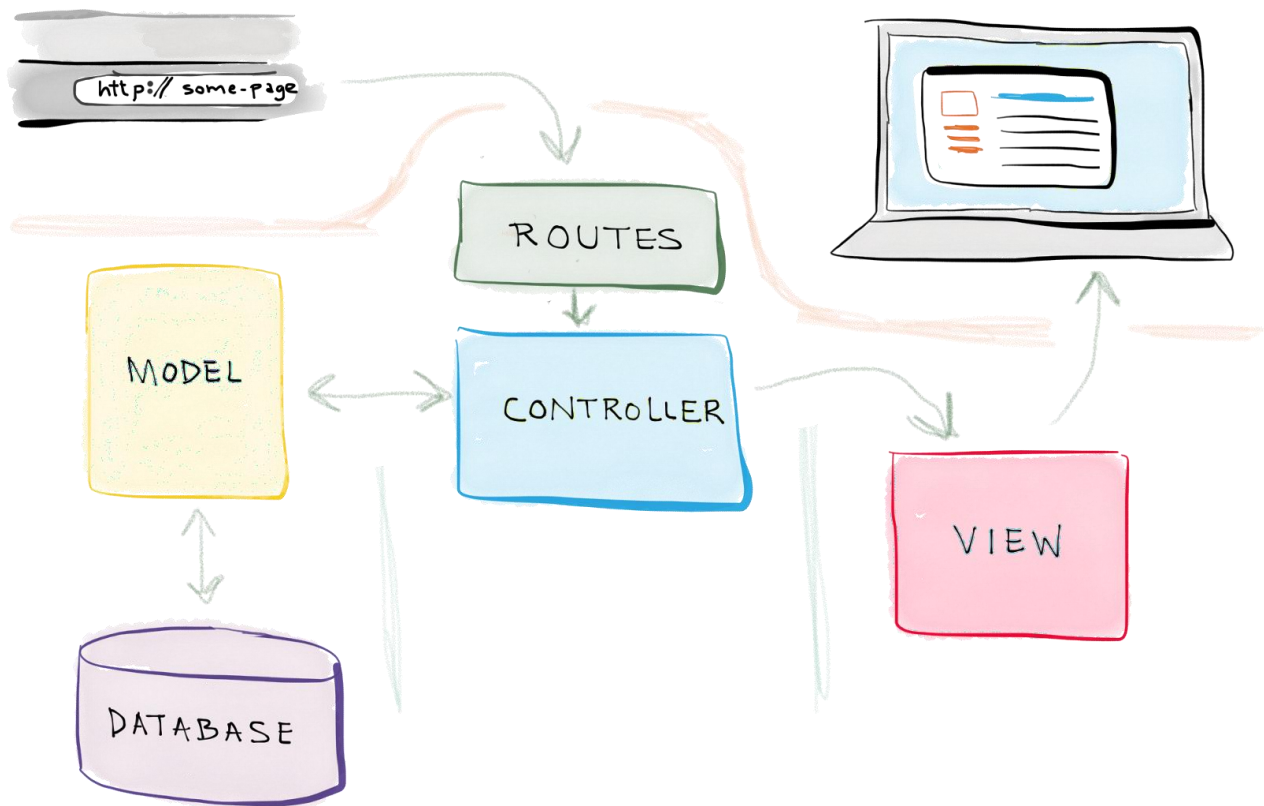 http:// some-page
ROUTES
MODEL
CONTROLLER
VIEW
DATABASE